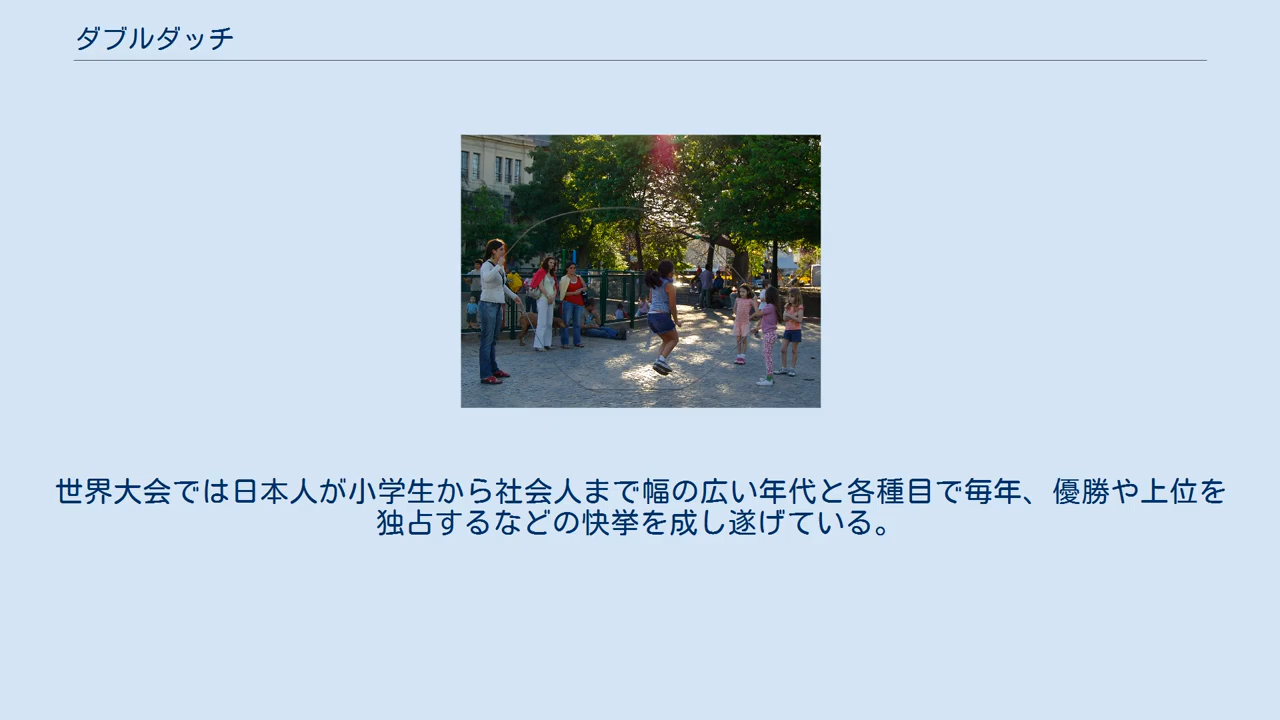 ダブルダッチ
世界大会では日本人が小学生から社会人まで幅の広い年代と各種目で毎年、優勝や上位を
独占するなどの快挙を成し遂げている。